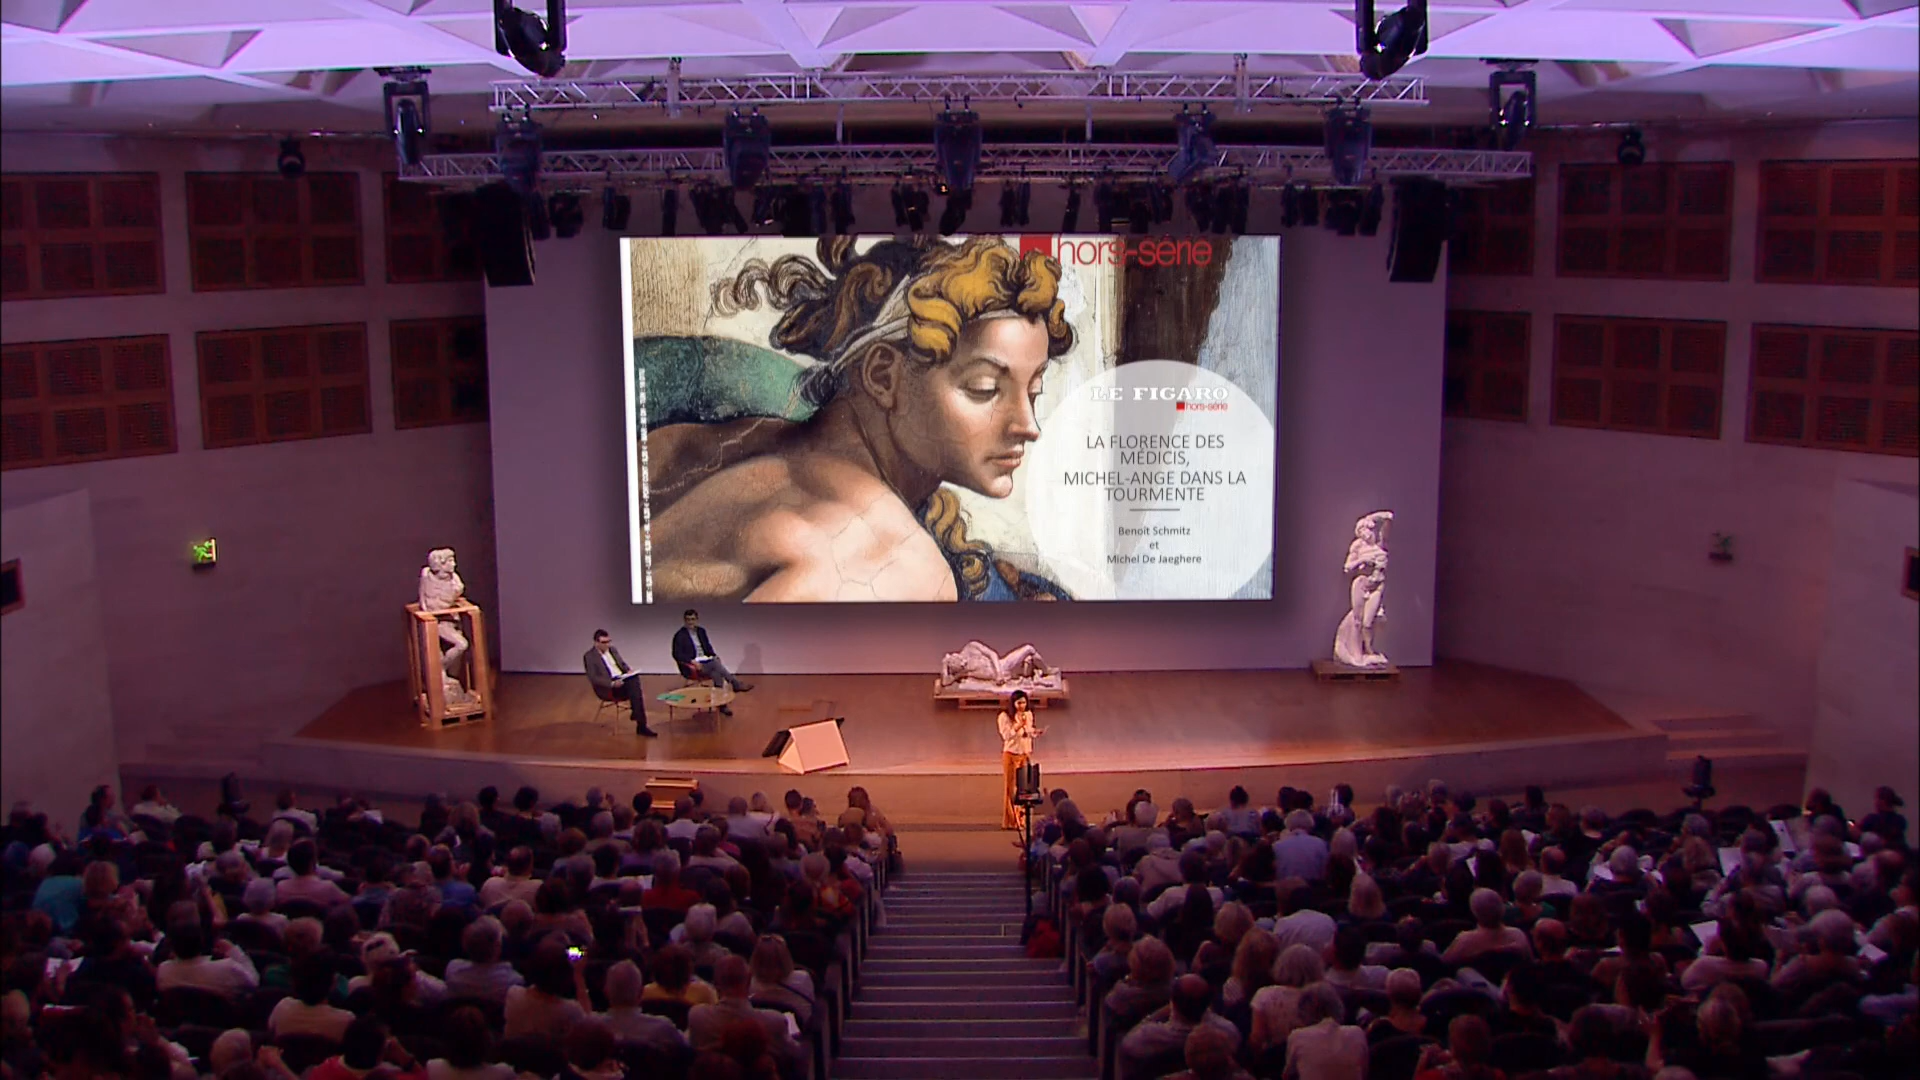 hors-série
LE FIGARO
hors-série
LA FLORENCE DES
MÉDICIS,
MICHEL-ANGE DANS LA
TOURMENTE
Benoît Schmitz
et
Michel De Jaeghere